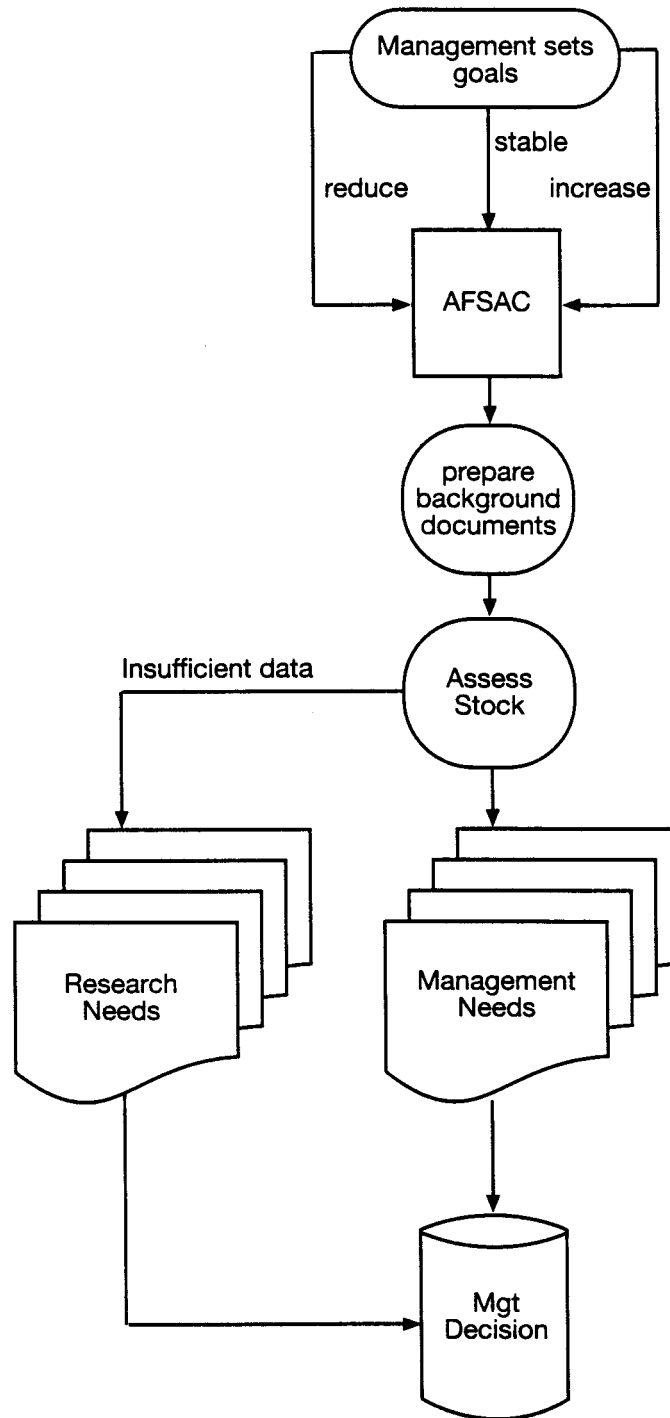 Management sets
goals
stable
reduce
increase
AFSAC
prepare
background
documents
Insufficient data
Assess
Stock
Research
Needs
Management
Needs
Mgt
Decision